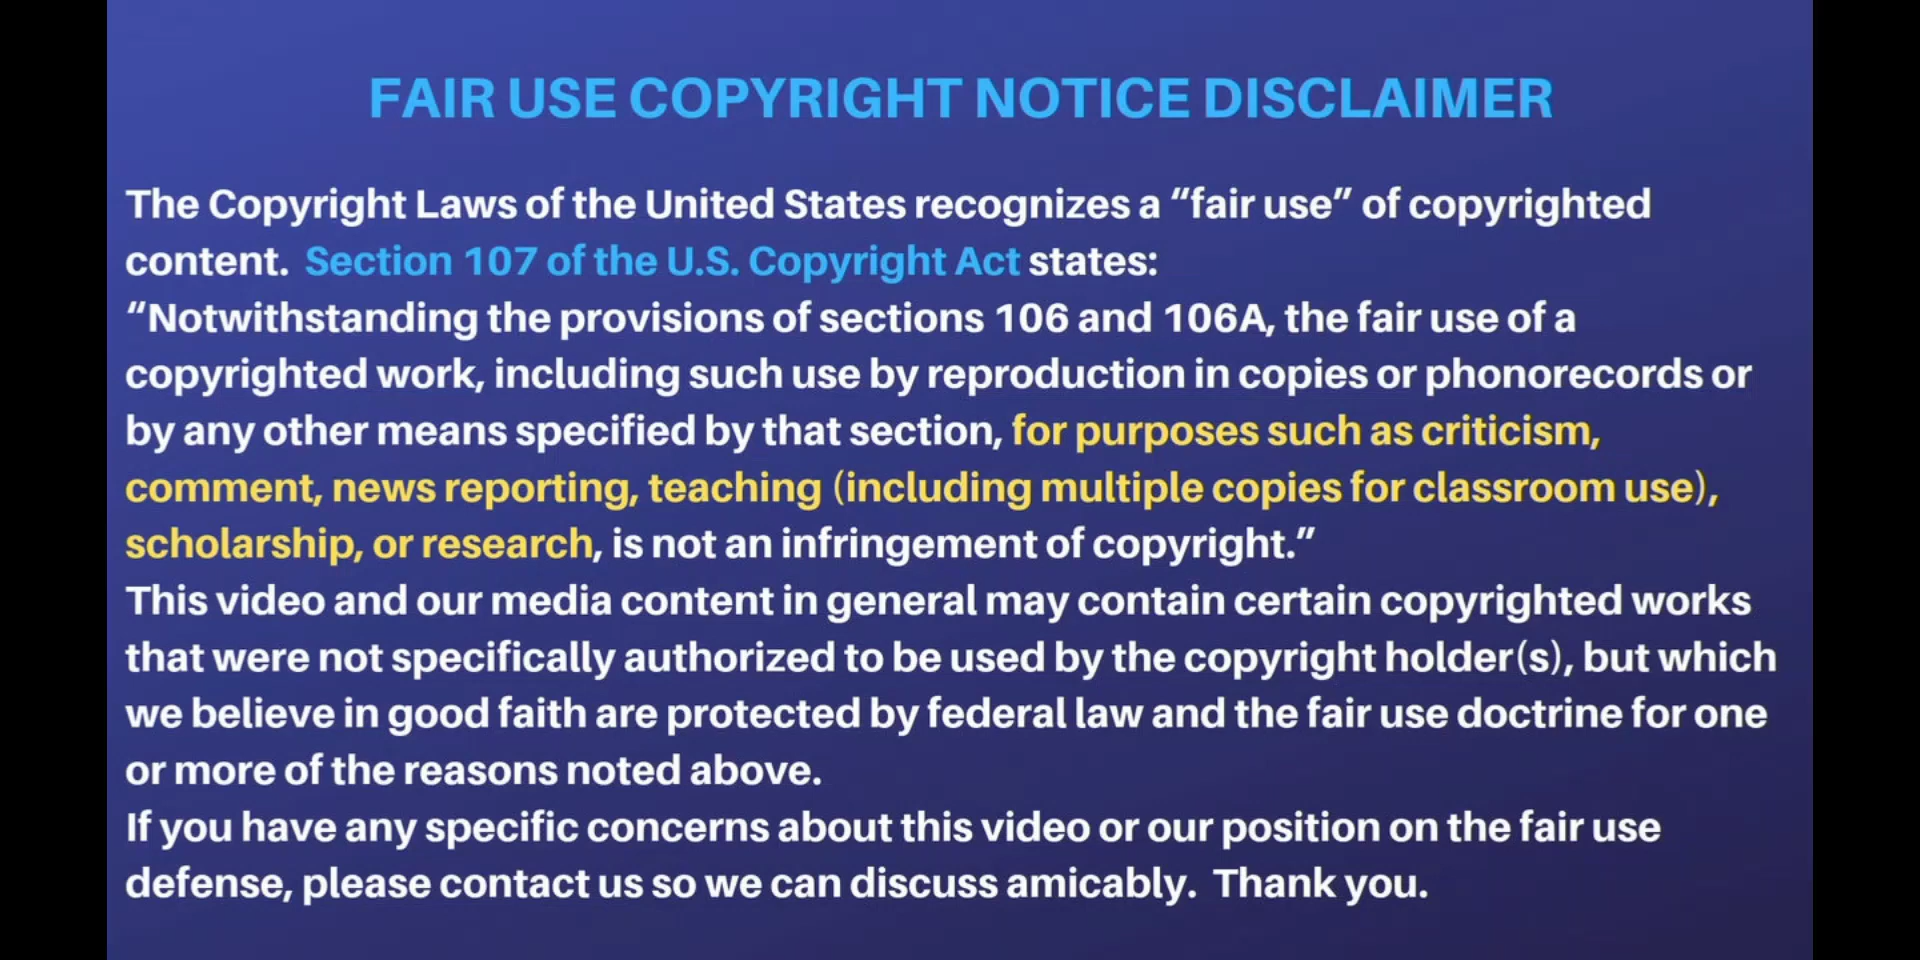 FAIR USE COPYRIGHT NOTICE DISCLAIMER
The Copyright Laws of the United States recognizes a “fair use” of copyrighted
content. Section 107 of the U.S. Copyright Act states:
“Notwithstanding the provisions of sections 106 and 106A, the fair use of a
copyrighted work, including such use by reproduction in copies or phonorecords or
by any other means specified by that section, for purposes such as criticism,
comment, news reporting, teaching (including multiple copies for classroom use),
scholarship, or research, is not an infringement of copyright.”
This video and our media content in general may contain certain copyrighted works
that were not specifically authorized to be used by the copyright holder(s), but which
we believe in good faith are protected by federal law and the fair use doctrine for one
or more of the reasons noted above.
If you have any specific concerns about this video or our position on the fair use
defense, please contact us so we can discuss amicably. Thank you.